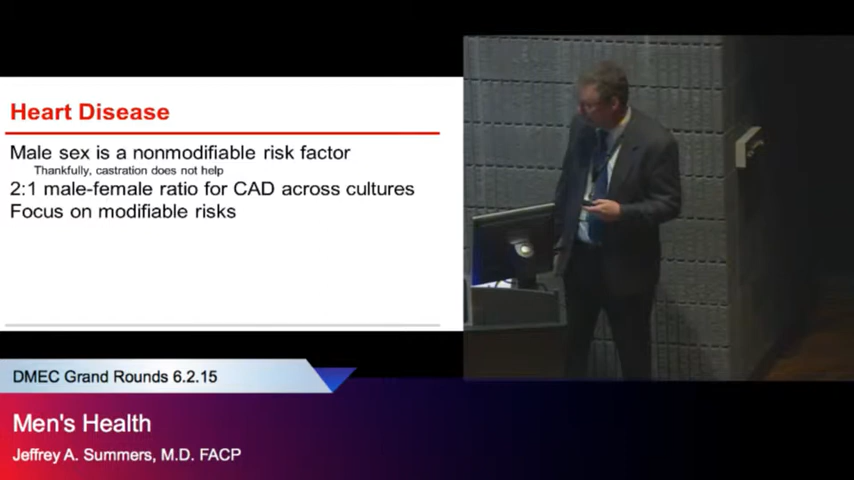 Heart Disease
Male sex is a nonmodifiable risk factor
Thankfully, castration does not help
2:1 male-female ratio for CAD across cultures
Focus on modifiable risks
DMEC Grand Rounds 6.2.15
Men's Health
Jeffrey A. Summers, M.D. FACP